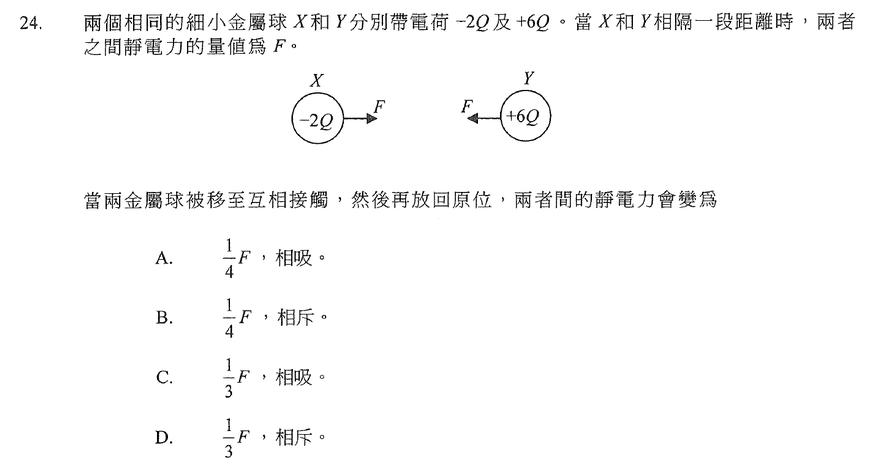 24. 兩個相同的細小金屬球 X 和 Y 分別帶電荷 −2Q 及 +6Q。當 X 和 Y 相隔一段距離時，兩者
之間靜電力的量值爲 F。
X Y
−2Q F F +6Q
當兩金屬球被移至互相接觸，然後再放回原位，兩者間的靜電力會變爲
A. 1/4 F，相吸。
B. 1/4 F，相斥。
C. 1/3 F，相吸。
D. 1/3 F，相斥。